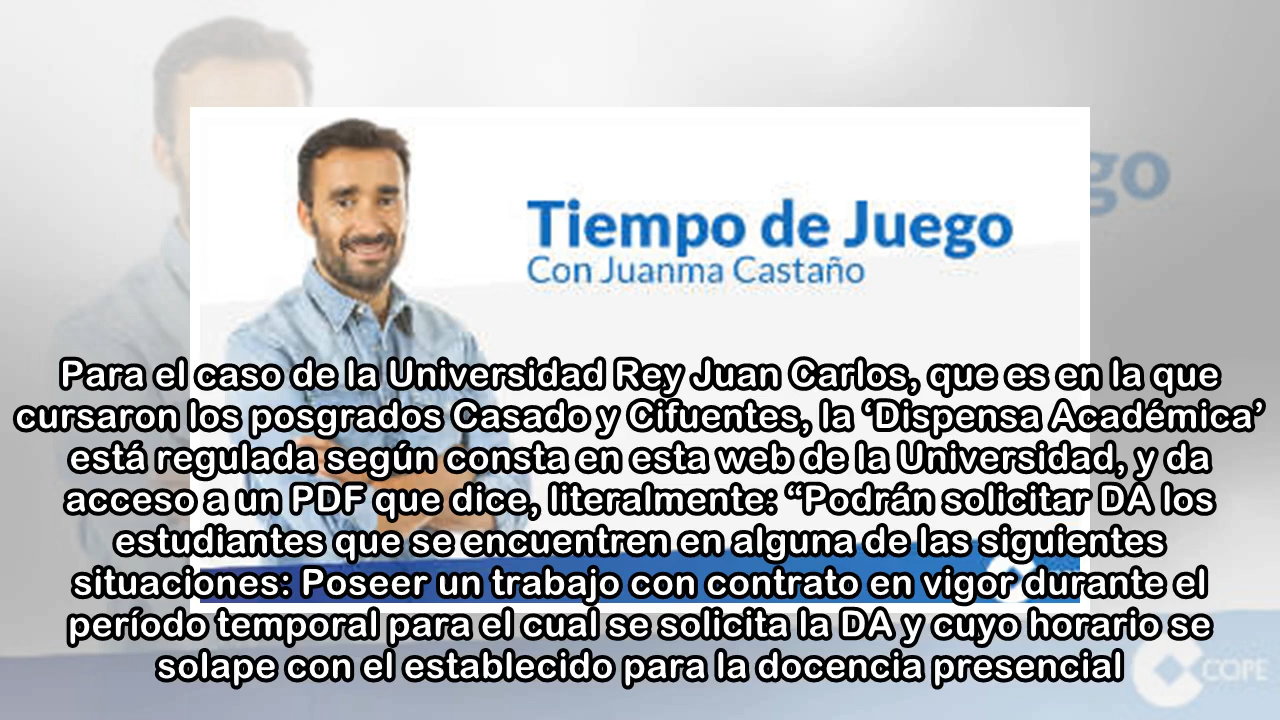 go
Tiempo de Juego
Con Juanma Castaño
Para el caso de la Universidad Rey Juan Carlos, que es en la que
cursaron los posgrados Casado y Cifuentes, la ‘Dispensa Académica’
está regulada según consta en esta web de la Universidad, y da
acceso a un PDF que dice, literalmente: “Podrán solicitar DA los
estudiantes que se encuentren en alguna de las siguientes
situaciones: Poseer un trabajo con contrato en vigor durante el
período temporal para el cual se solicita la DA y cuyo horario se
solape con el establecido para la docencia presencial
COPE